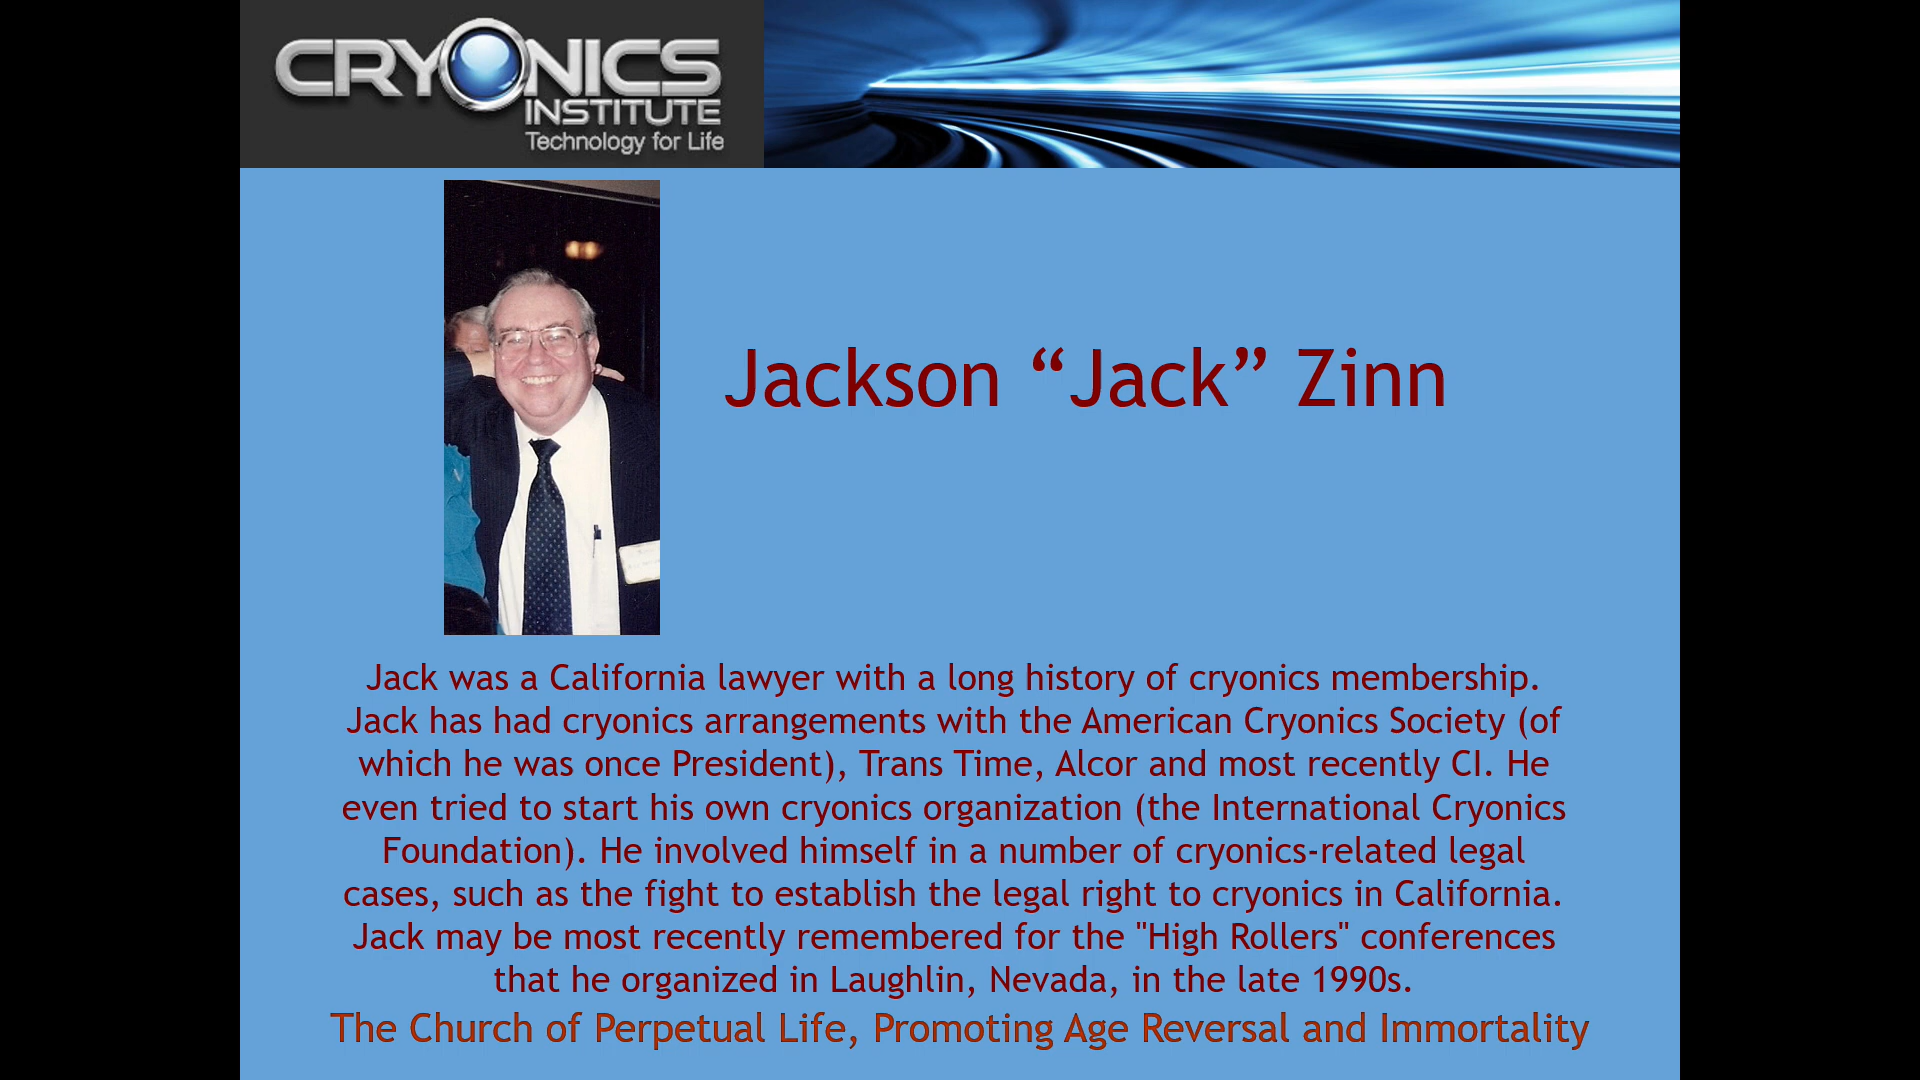 CRYONICS
INSTITUTE
Technology for Life
Jackson “Jack” Zinn
Jack was a California lawyer with a long history of cryonics membership.
Jack has had cryonics arrangements with the American Cryonics Society (of
which he was once President), Trans Time, Alcor and most recently CI. He
even tried to start his own cryonics organization (the International Cryonics
Foundation). He involved himself in a number of cryonics-related legal
cases, such as the fight to establish the legal right to cryonics in California.
Jack may be most recently remembered for the "High Rollers" conferences
that he organized in Laughlin, Nevada, in the late 1990s.
The Church of Perpetual Life, Promoting Age Reversal and Immortality